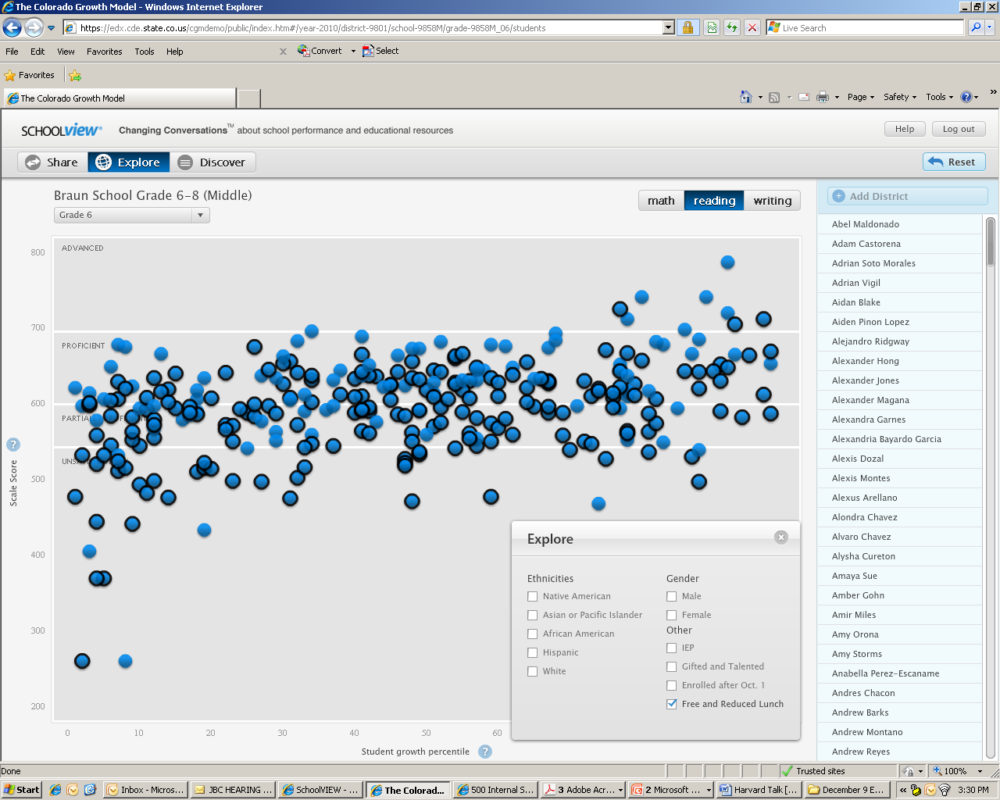 The Colorado Growth Model - Windows Internet Explorer
https://edx.cde.state.co.us/cgmdemo/public/index.htm#/year-2010/district-9801/school-9858M/grade-9858M_06/students
Live Search
File Edit View Favorites Tools Help
x Convert Select
Favorites
The Colorado Growth Model
Page Safety Tools
SCHOOLVIEW® Changing Conversations™ about school performance and educational resources
Help Log out
Share Explore Discover
Reset
Braun School Grade 6-8 (Middle)
Grade 6
math reading writing
Add District
ADVANCED
PROFICIENT
800
700
600
500
400
300
200
Scale Score
0 10 20 30 40 50 60
Student growth percentile ?
Explore
Ethnicities
Native American
Asian or Pacific Islander
African American
Hispanic
White
Gender
Male
Female
Other
IEP
Gifted and Talented
Enrolled after Oct. 1
Free and Reduced Lunch
Abel Maldonado
Adam Castorena
Adrian Soto Morales
Adrian Vigil
Aidan Blake
Aiden Pinon Lopez
Alejandro Ridgway
Alexander Hong
Alexander Jones
Alexander Magana
Alexandra Garnes
Alexandria Bayardo Garcia
Alexis Dozal
Alexis Montes
Alexus Arellano
Alondra Chavez
Alvaro Chavez
Alysha Cureton
Amaya Sue
Amber Gohn
Amir Miles
Amy Orona
Amy Storms
Anabella Perez-Escaname
Andres Chacon
Andrew Barks
Andrew Montano
Andrew Reyes
Done
Trusted sites
100%
Start
Inbox - Micros...
JBC HEARING ...
SchoolVIEW - ...
The Colorad...
500 Internal S...
3 Adobe Acr...
2 Microsoft ...
Harvard Talk [...
December 9 E...
3:30 PM